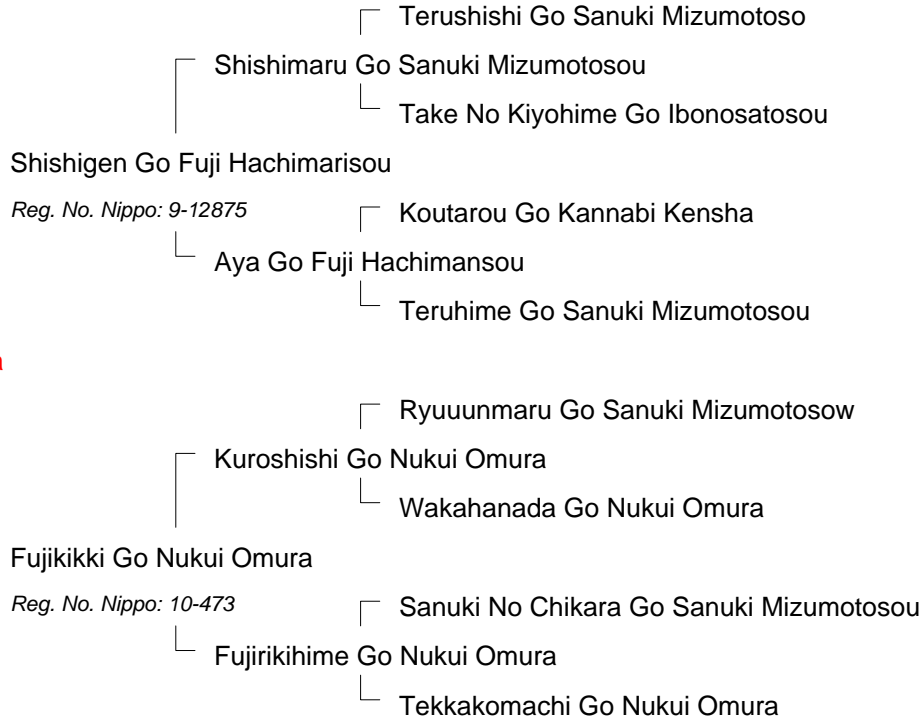 Terushishi Go Sanuki Mizumotoso
Shishimaru Go Sanuki Mizumotosou
Take No Kiyohime Go Ibonosatosou
Shishigen Go Fuji Hachimarisou
Reg. No. Nippo: 9-12875
Koutarou Go Kannabi Kensha
Aya Go Fuji Hachimansou
Teruhime Go Sanuki Mizumotosou
Ryuuunmaru Go Sanuki Mizumotosow
Kuroshishi Go Nukui Omura
Wakahanada Go Nukui Omura
Fujikikki Go Nukui Omura
Reg. No. Nippo: 10-473
Sanuki No Chikara Go Sanuki Mizumotosou
Fujirikihime Go Nukui Omura
Tekkakomachi Go Nukui Omura